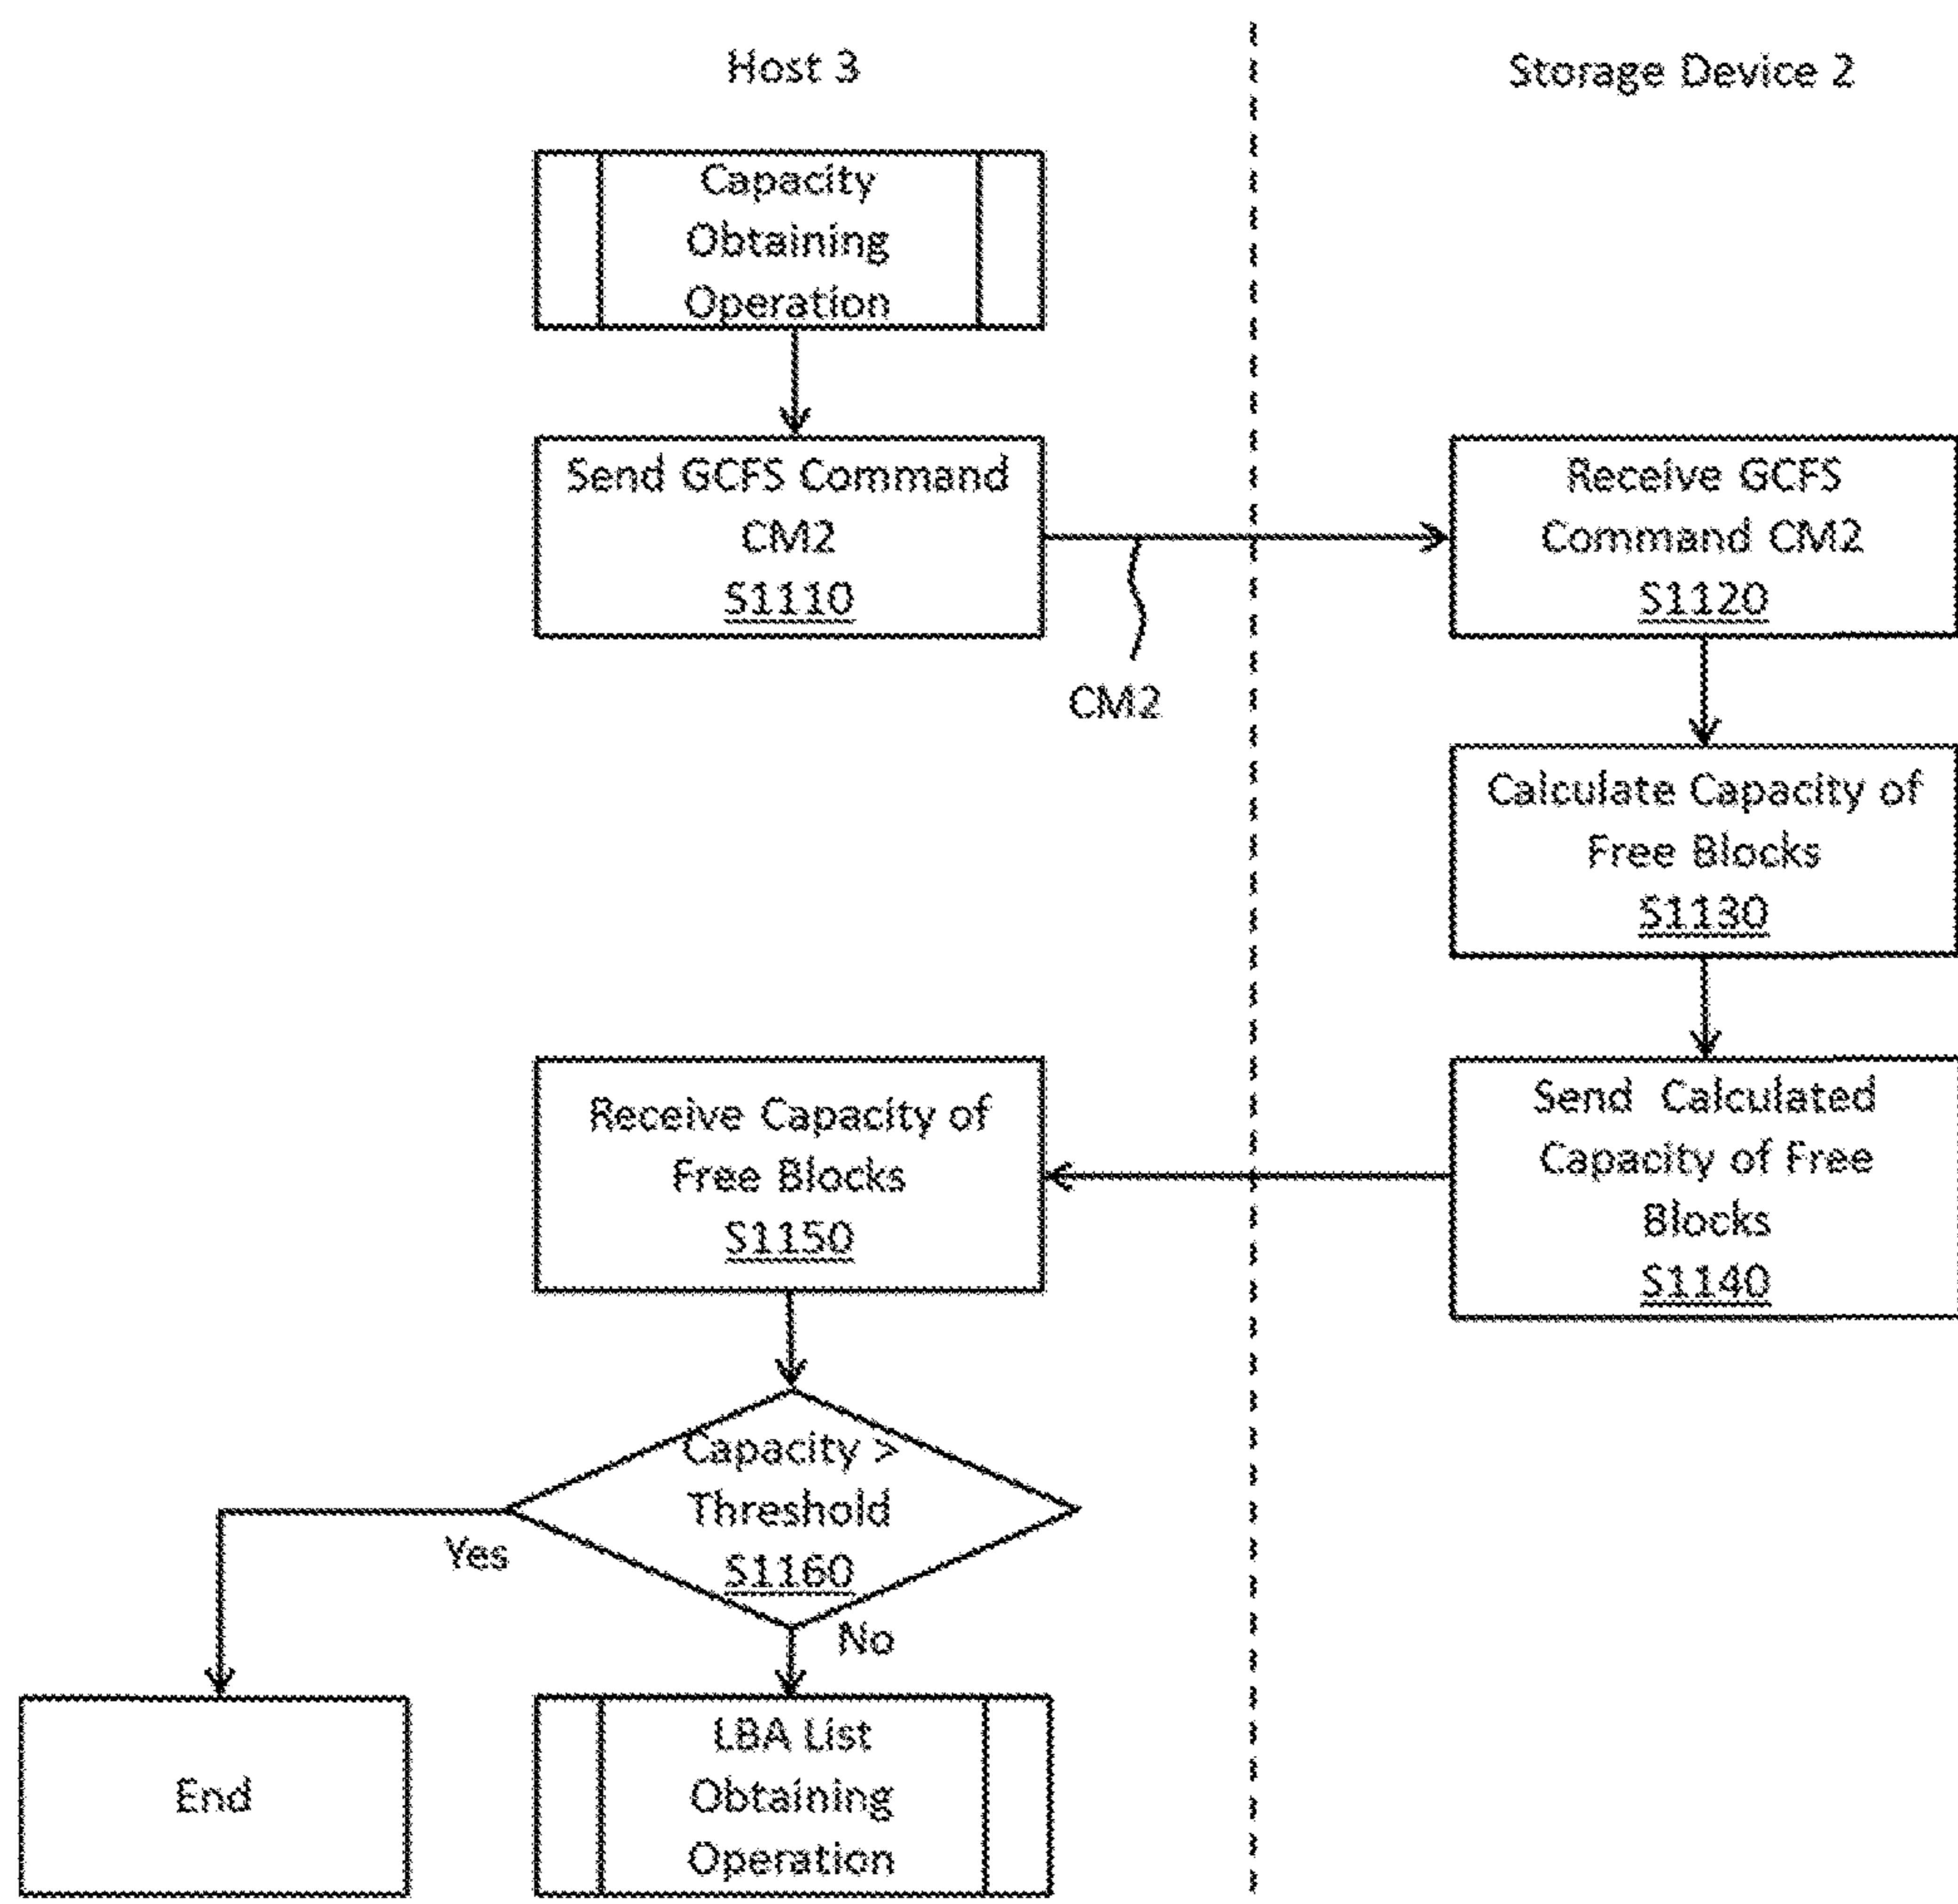 Host 3
Storage Device 2
Capacity
Obtaining
Operation
Send GCFS Command
CM2
S1110
CM2
Receive GCFS
Command CM2
S1120
Calculate Capacity of
Free Blocks
S1130
Send Calculated
Capacity of Free
Blocks
S1140
Receive Capacity of
Free Blocks
S1150
Capacity >
Threshold
S1160
Yes
No
End
LBA List
Obtaining
Operation